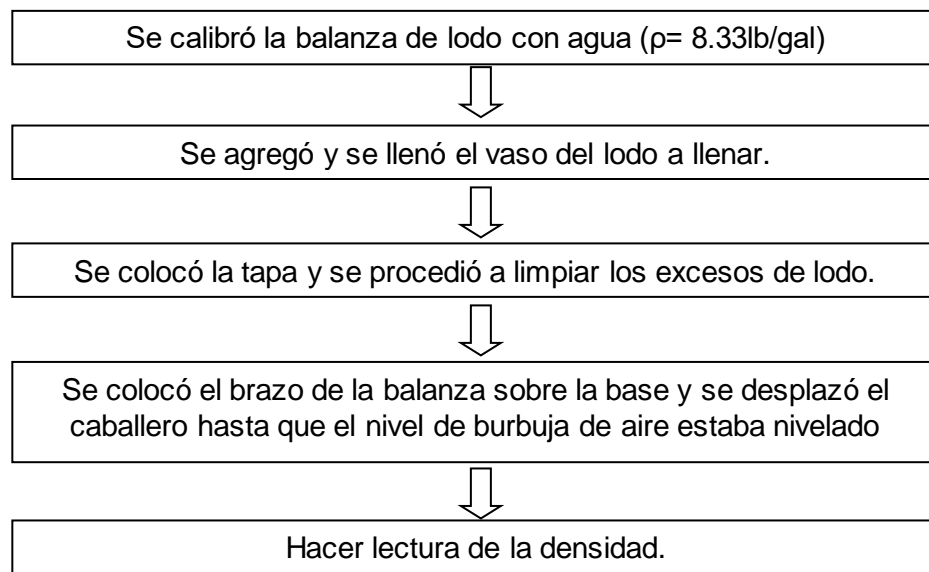 Se calibró la balanza de lodo con agua (ρ= 8.33lb/gal)
Se agregó y se llenó el vaso del lodo a llenar.
Se colocó la tapa y se procedió a limpiar los excesos de lodo.
Se colocó el brazo de la balanza sobre la base y se desplazó el
caballero hasta que el nivel de burbuja de aire estaba nivelado
Hacer lectura de la densidad.